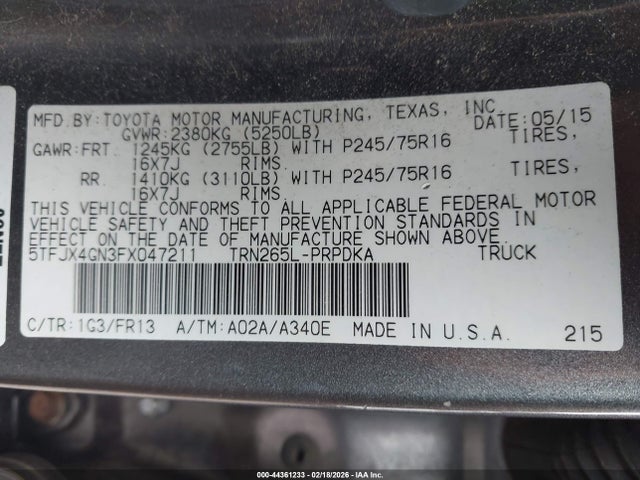 MFD.BY:TOYOTA MOTOR MANUFACTURING, TEXAS, INC.
GVWR:2380KG (5250LB) DATE:05/15
GAWR:FRT 1245KG (2755LB) WITH P245/75R16 TIRES,
16X7J RIMS
RR 1410KG (3110LB) WITH P245/75R16 TIRES,
16X7J RIMS
THIS VEHICLE CONFORMS TO ALL APPLICABLE FEDERAL MOTOR
VEHICLE SAFETY AND THEFT PREVENTION STANDARDS IN
EFFECT ON THE DATE OF MANUFACTURE SHOWN ABOVE.
5TFJX4GN3FX047211 TRN265L-PRPDKA TRUCK
C/TR:1G3/FR13 A/TM:A02A/A340E MADE IN U.S.A. 215
000-44361233 - 02/18/2026 - IAA Inc.